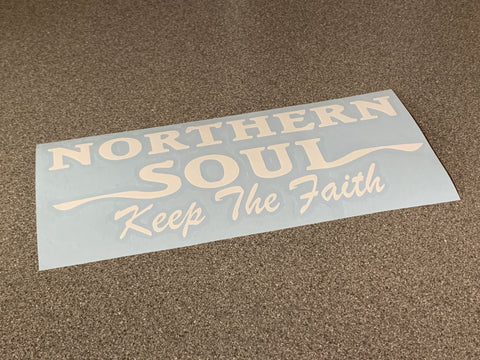 NORTHERN
SOUL
Keep The Faith